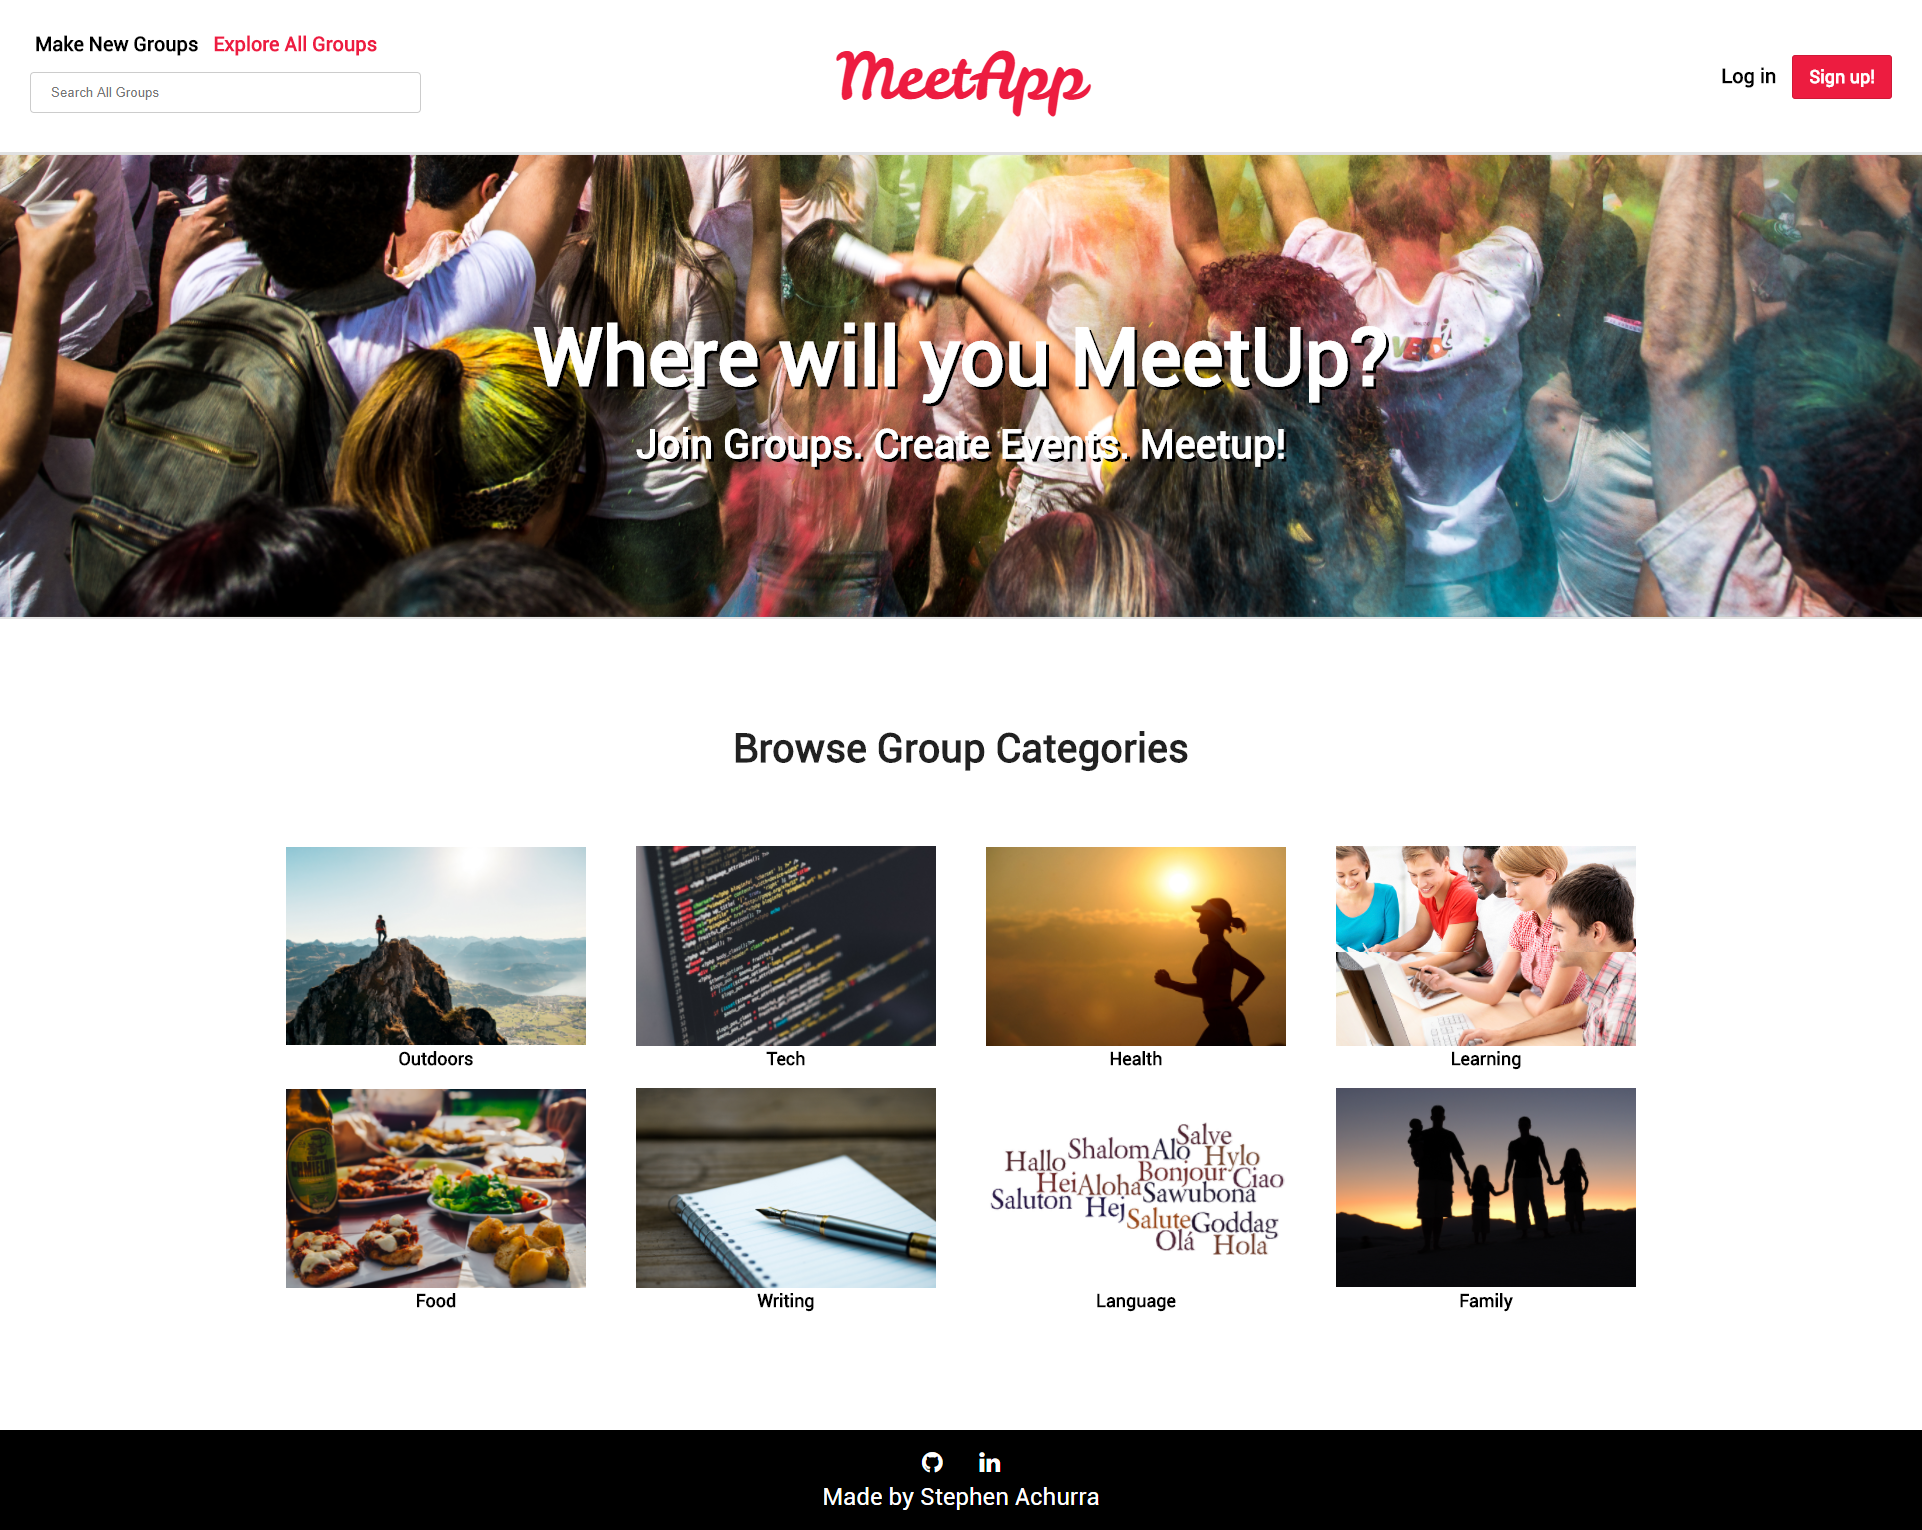 Make New Groups Explore All Groups
Search All Groups
MeetApp
Log in Sign up!
Where will you MeetUp?
Join Groups. Create Events. Meetup!
Browse Group Categories
Outdoors
Tech
Health
Learning
Hallo Shalom Alo Salve Hylo
Hei Aloha Bonjour Ciao
Saluton Hej Sawubona
Salute Goddag
Olá Hola
Food
Writing
Language
Family
Made by Stephen Achurra